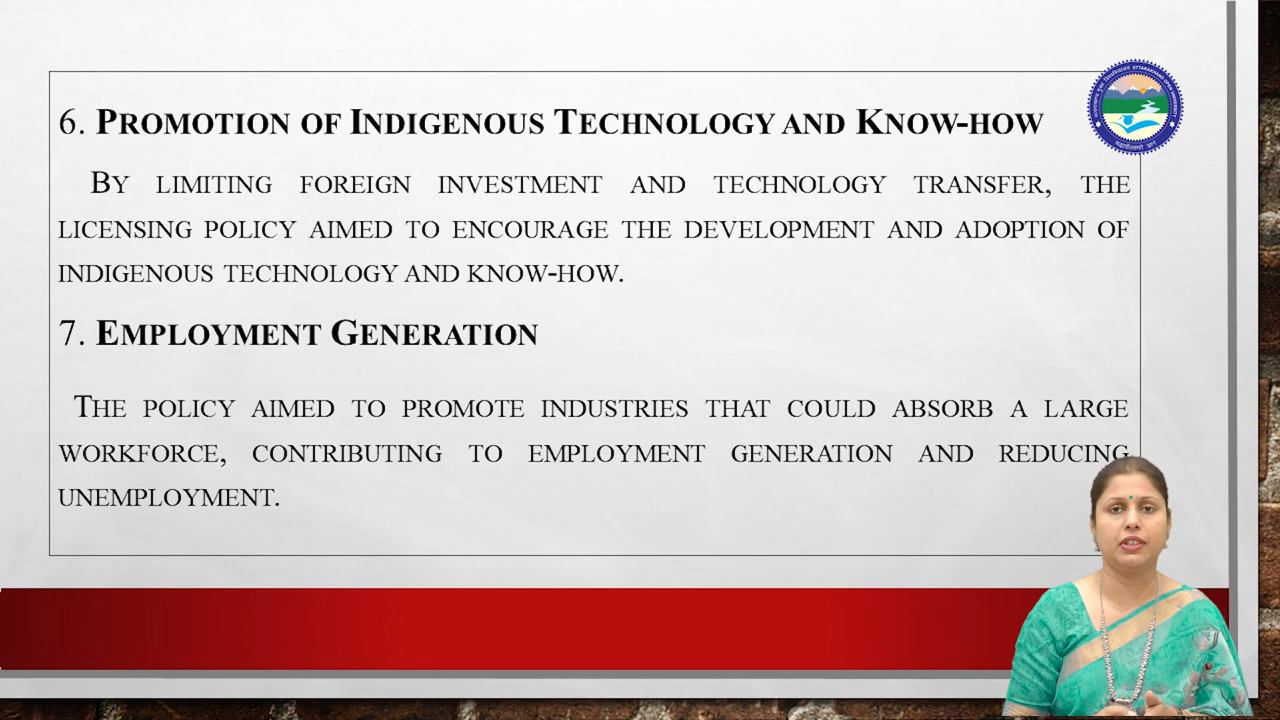 6. PROMOTION OF INDIGENOUS TECHNOLOGY AND KNOW-HOW
BY LIMITING FOREIGN INVESTMENT AND TECHNOLOGY TRANSFER, THE
LICENSING POLICY AIMED TO ENCOURAGE THE DEVELOPMENT AND ADOPTION OF
INDIGENOUS TECHNOLOGY AND KNOW-HOW.
7. EMPLOYMENT GENERATION
THE POLICY AIMED TO PROMOTE INDUSTRIES THAT COULD ABSORB A LARGE
WORKFORCE, CONTRIBUTING TO EMPLOYMENT GENERATION AND REDUCING
UNEMPLOYMENT.